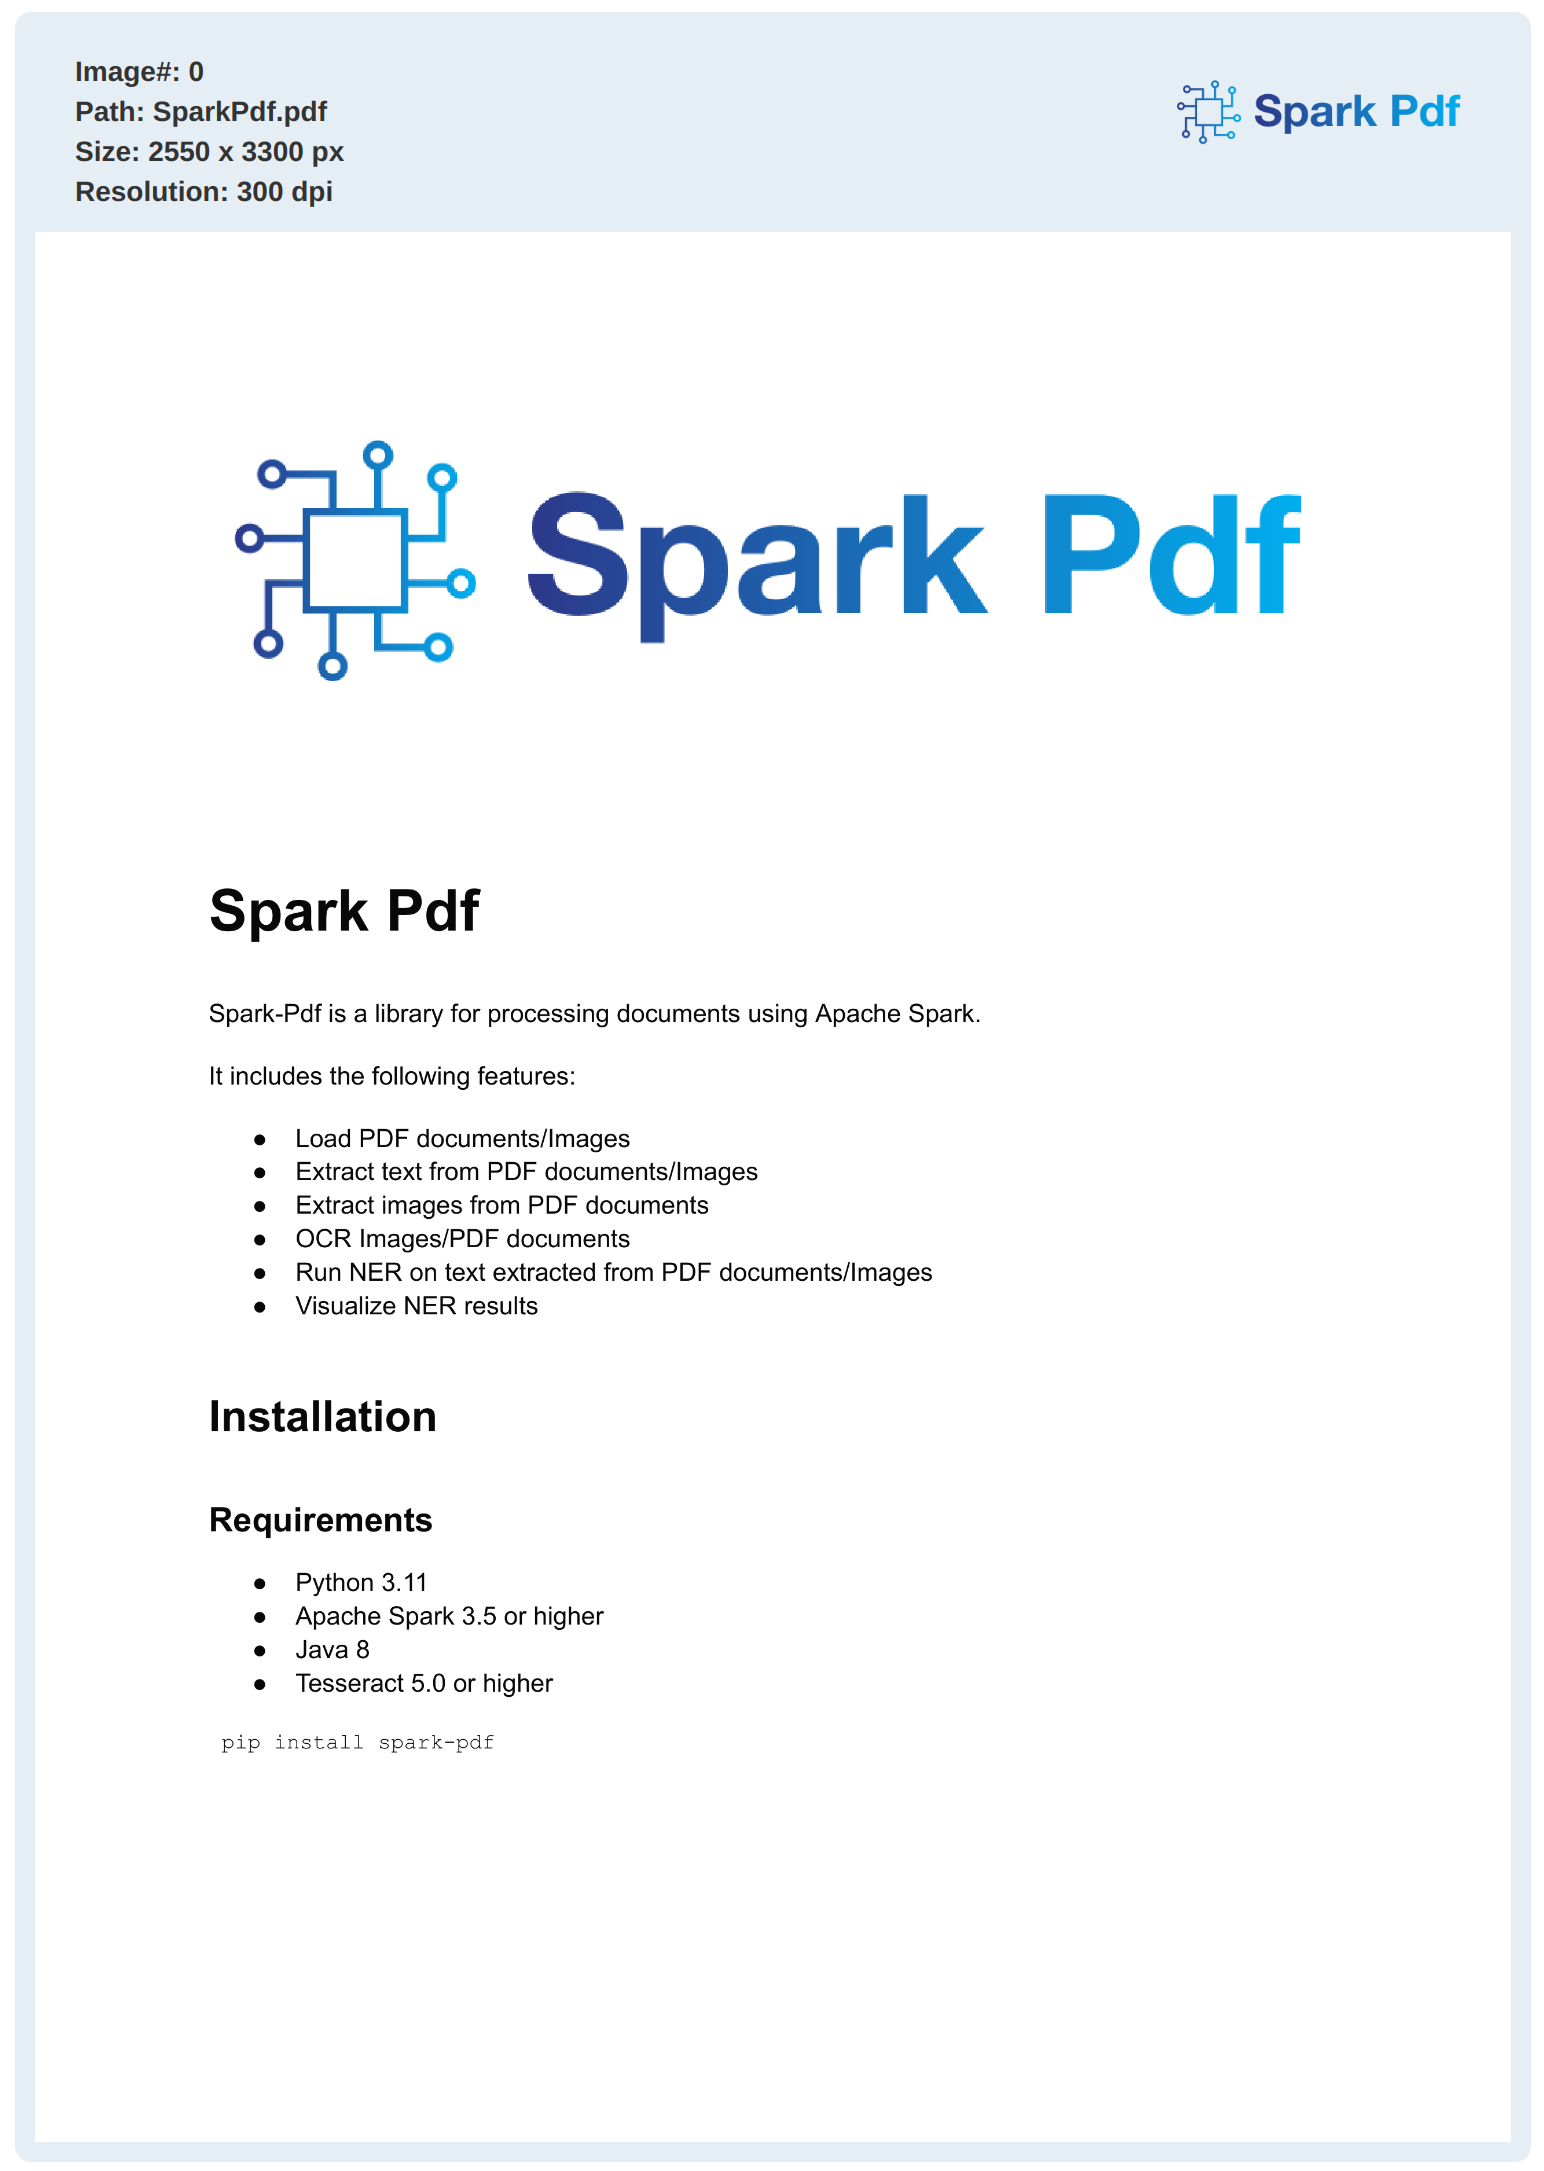 Image#: 0
Path: SparkPdf.pdf
Size: 2550 x 3300 px
Resolution: 300 dpi
Spark Pdf
Spark Pdf
Spark Pdf
Spark-Pdf is a library for processing documents using Apache Spark.
It includes the following features:
● Load PDF documents/Images
● Extract text from PDF documents/Images
● Extract images from PDF documents
● OCR Images/PDF documents
● Run NER on text extracted from PDF documents/Images
● Visualize NER results
Installation
Requirements
● Python 3.11
● Apache Spark 3.5 or higher
● Java 8
● Tesseract 5.0 or higher
pip install spark-pdf